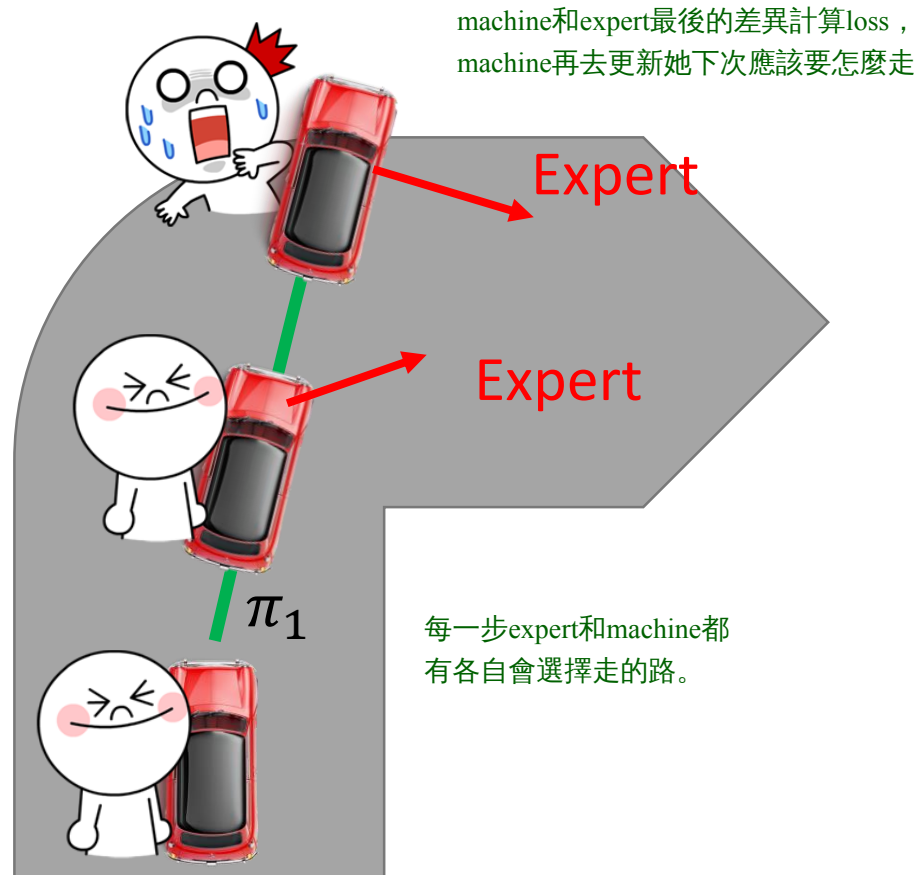 machine和expert最後的差異計算loss，
machine再去更新她下次應該要怎麼走
Expert
Expert
π₁
每一步expert和machine都
有各自會選擇走的路。